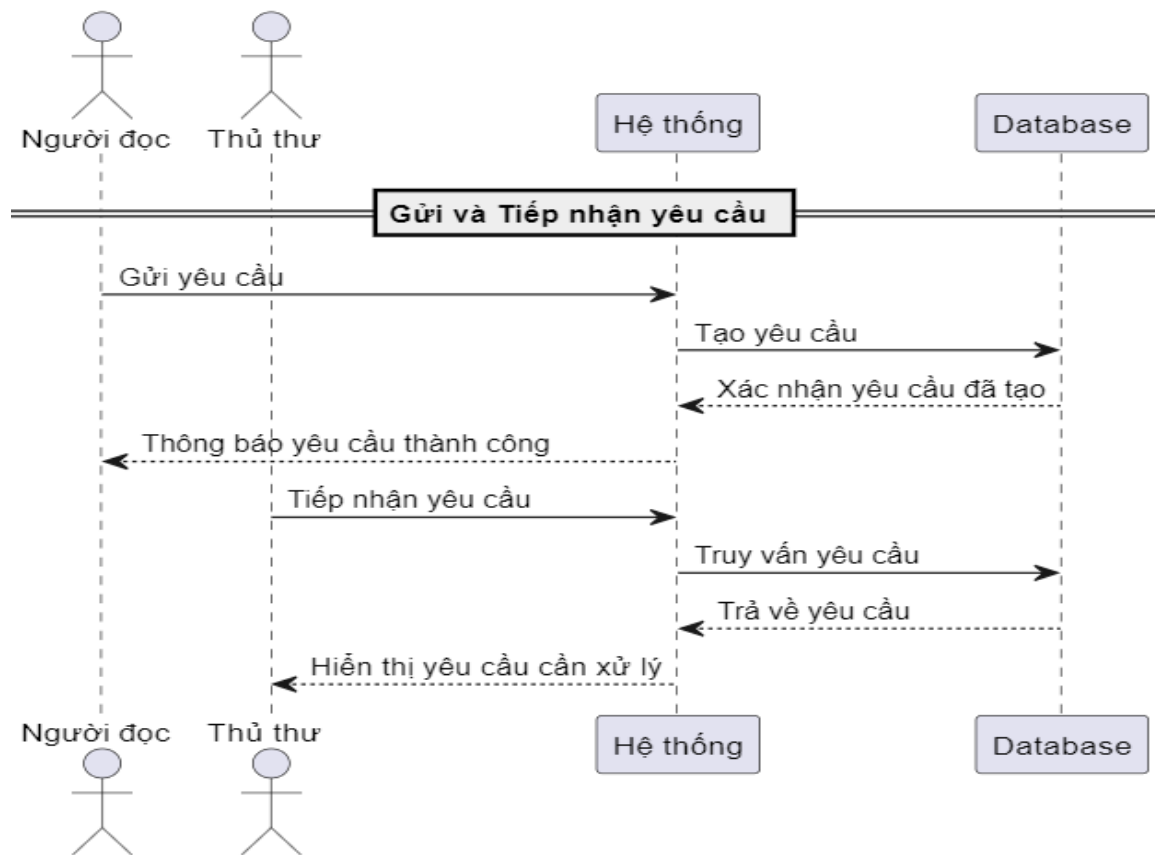 Người đọc
Thủ thư
Hệ thống
Database
Gửi và Tiếp nhận yêu cầu
Gửi yêu cầu
Tạo yêu cầu
Xác nhận yêu cầu đã tạo
Thông báo yêu cầu thành công
Tiếp nhận yêu cầu
Truy vấn yêu cầu
Trả về yêu cầu
Hiển thị yêu cầu cần xử lý
Người đọc
Thủ thư
Hệ thống
Database